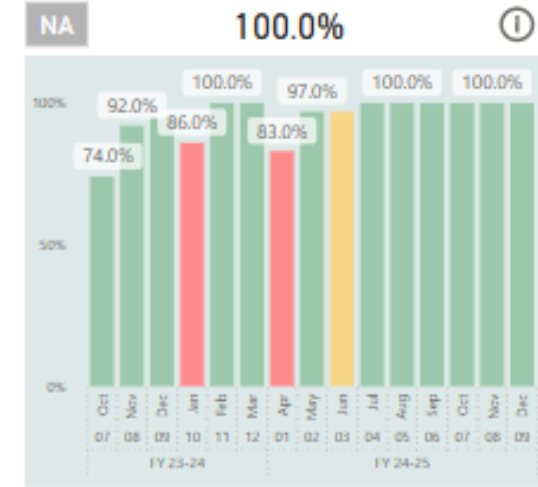 NA 100.0%
100.0% 100.0% 100.0%
97.0%
100% 92.0%
86.0% 83.0%
74.0%
50%
0%
Oct Nov Dec Jan Feb Mar Apr May Jun Jul Aug Sep Oct Nov Dec
07 08 09 10 11 12 01 02 03 04 05 06 07 08 09
FY 23-24 FY 24-25